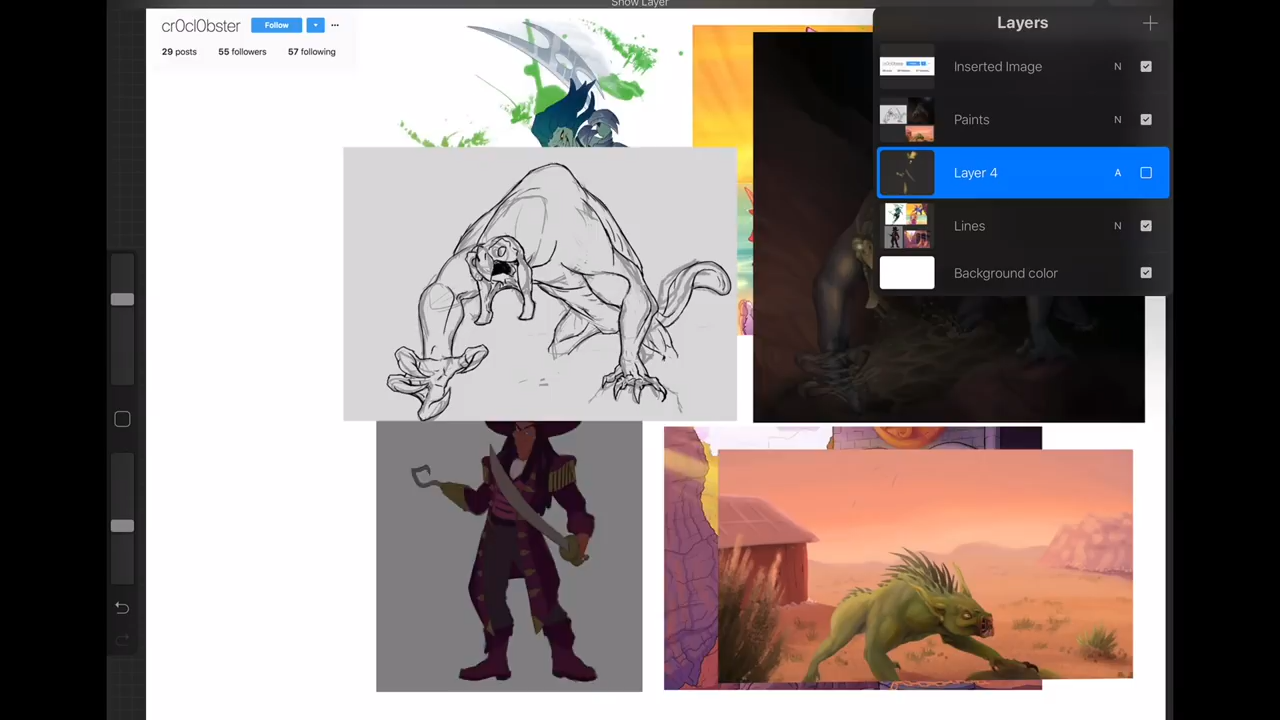 Show Layer
cr0cl0bster Follow
29 posts 55 followers 57 following
Layers
Inserted Image N
Paints N
Layer 4 A
Lines N
Background color